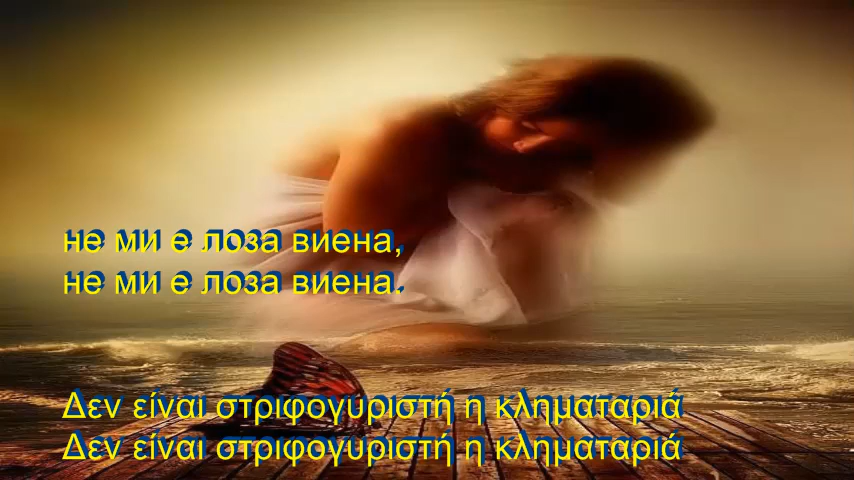 не ми е лоза виена,
не ми е лоза виена.
Δεν είναι στριφογυριστή η κληματαριά
Δεν είναι στριφογυριστή η κληματαριά